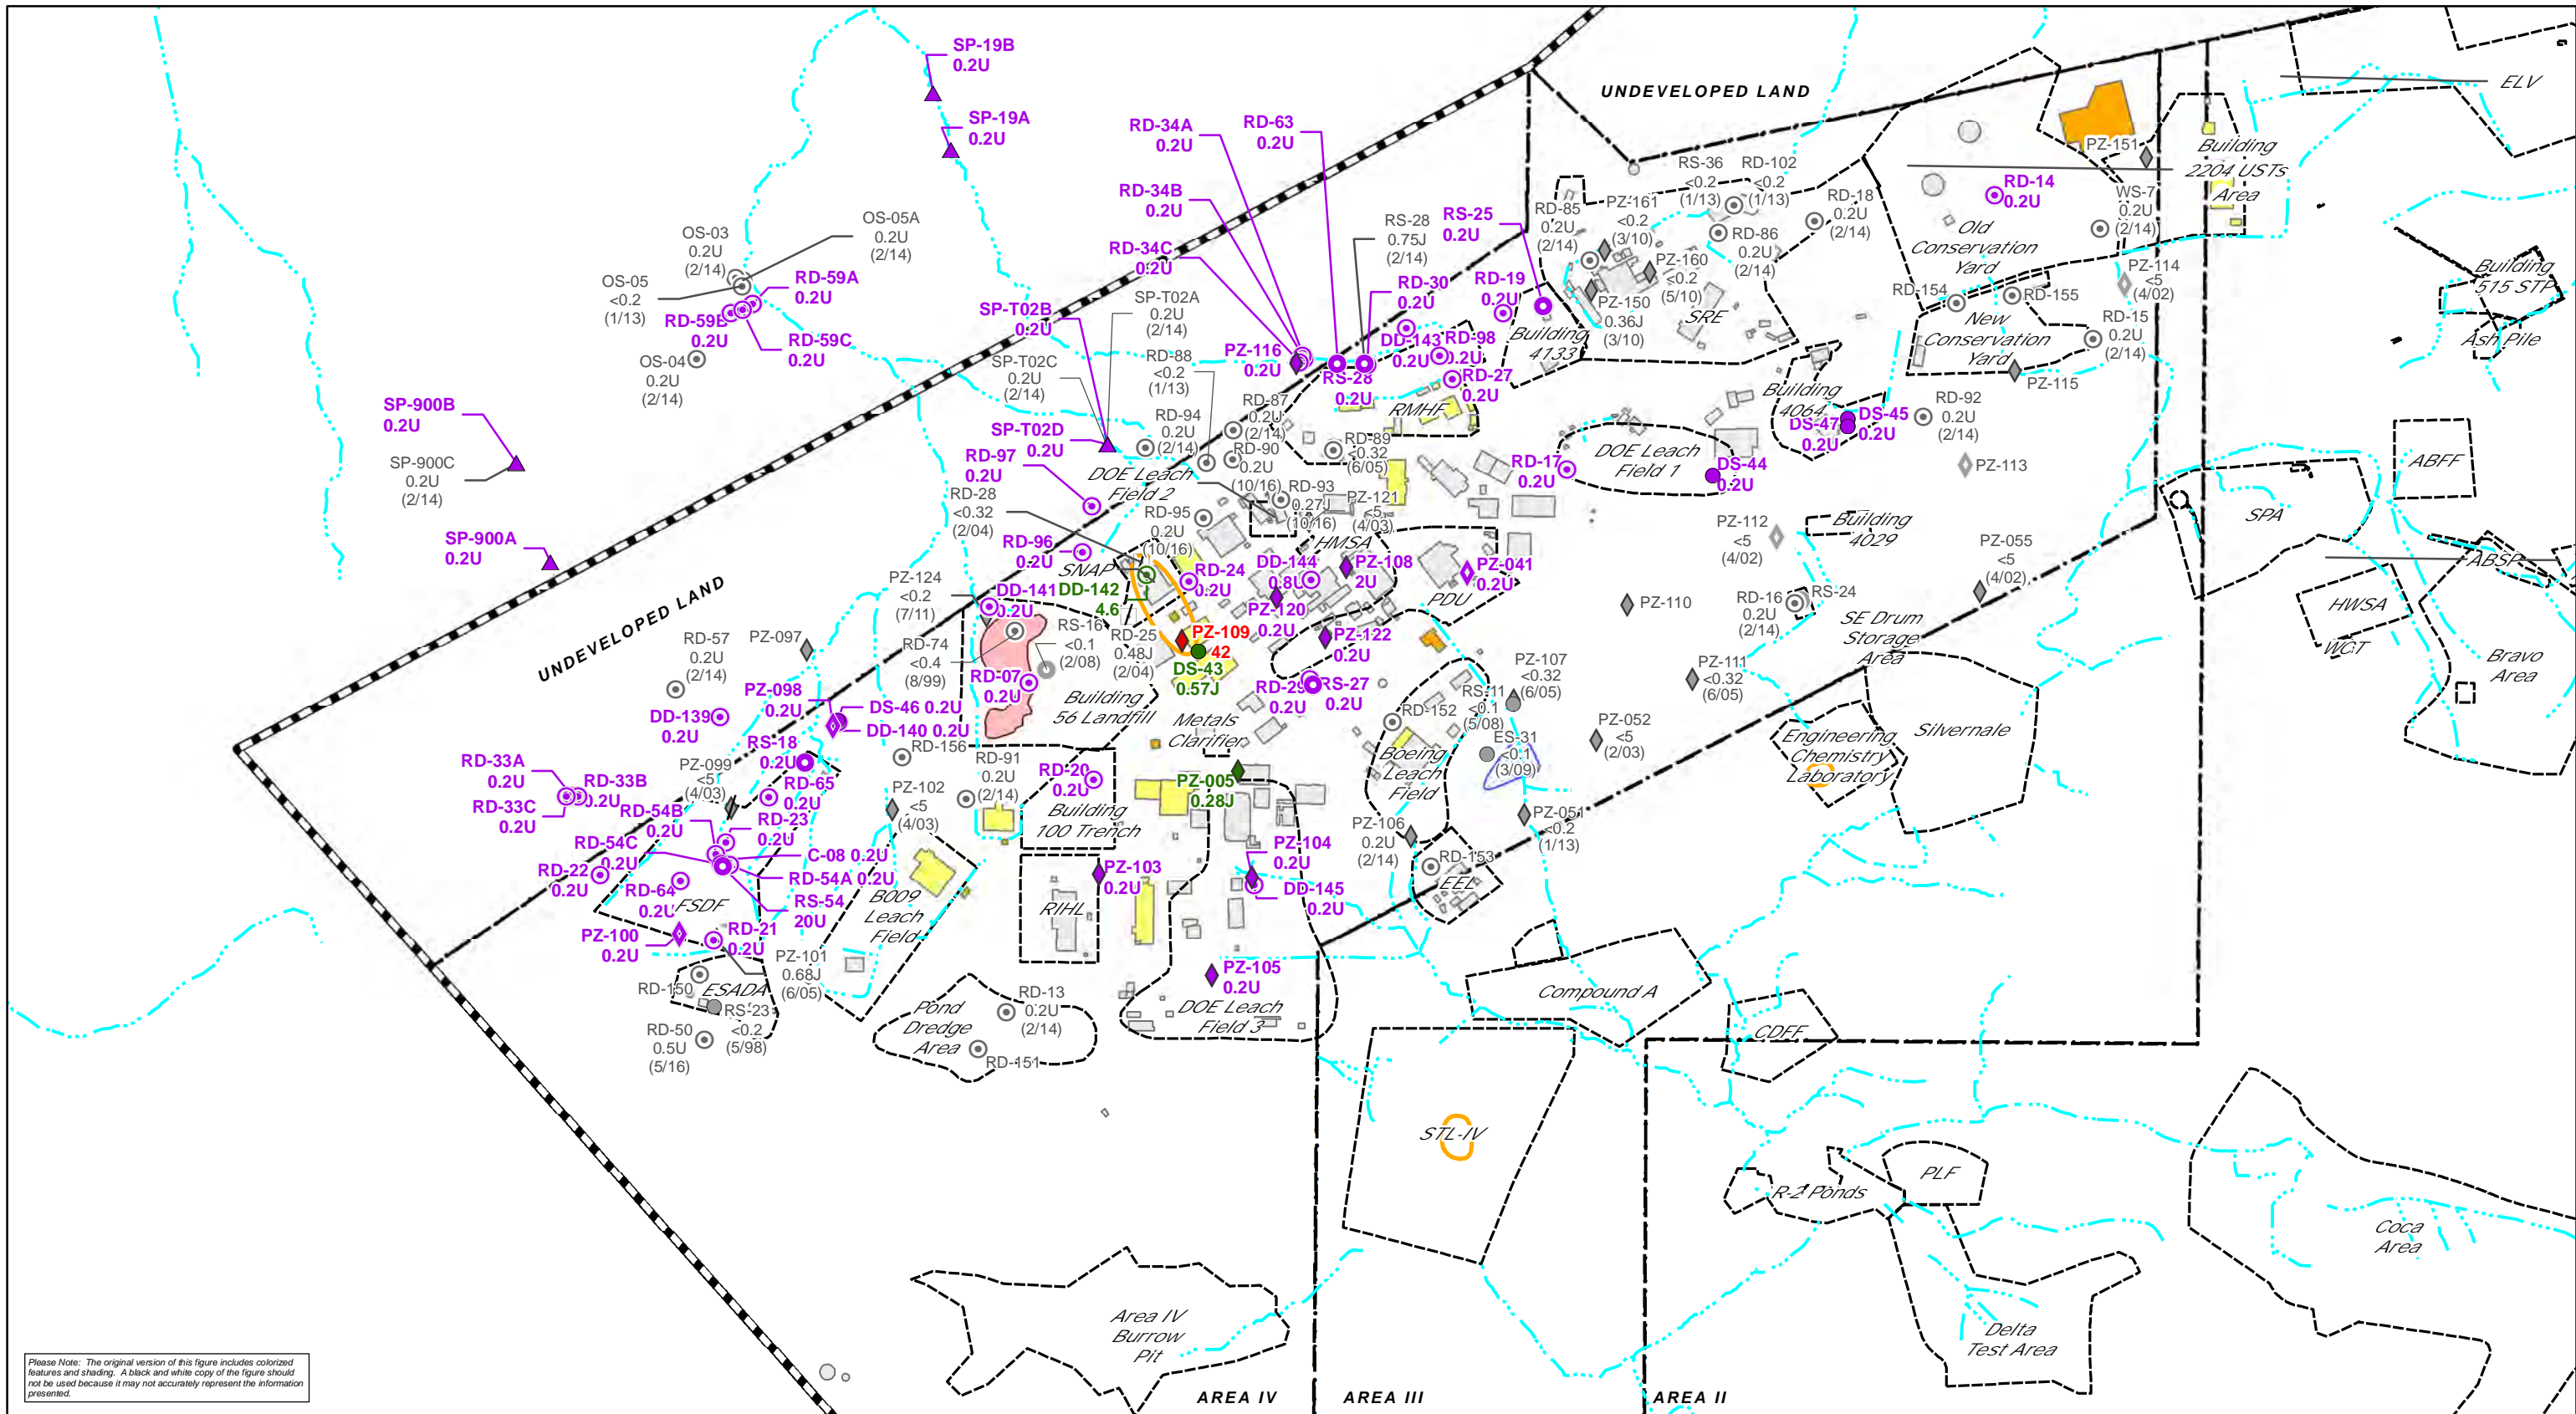 SP-19B
0.2U
SP-19A
0.2U
UNDEVELOPED LAND
ELV
RD-34A
0.2U
RD-63
0.2U
RD-34B
0.2U
RD-34C
0.2U
RS-28
0.75J
(2/14)
RS-25
0.2U
RD-30
0.2U
RD-19
0.2U
RD-85
0.2U
(2/14)
PZ-161
<0.2
(3/10)
RS-36
<0.2
(1/13)
RD-102
<0.2
(1/13)
RD-18
0.2U
(2/14)
RD-86
0.2U
(2/14)
PZ-160
<0.2
(5/10)
PZ-150
0.36J
(3/10)
SRE
RD-14
0.2U
Old
Conservation
Yard
PZ-151
Building
2204 USTs
Area
WS-7
0.2U
(2/14)
PZ-114
<5
(4/02)
RD-154
RD-155
New
Conservation
Yard
RD-15
0.2U
(2/14)
PZ-115
Building
515 STP
Ash Pile
OS-03
0.2U
(2/14)
OS-05A
0.2U
(2/14)
OS-05
<0.2
(1/13)
RD-59A
0.2U
RD-59B
0.2U
RD-59C
0.2U
OS-04
0.2U
(2/14)
SP-T02B
0.2U
SP-T02A
0.2U
(2/14)
SP-T02C
0.2U
(2/14)
RD-88
<0.2
(1/13)
PZ-116
0.2U
RS-28
0.2U
DD-143
0.2U
RD-98
0.2U
RD-27
0.2U
Building
4133
RMHF
SP-900B
0.2U
SP-900C
0.2U
(2/14)
SP-900A
0.2U
SP-T02D
0.2U
RD-94
0.2U
(2/14)
RD-87
0.2U
(2/14)
RD-90
0.2U
(10/16)
RD-89
<0.32
(6/05)
RD-97
0.2U
DOE Leach
Field 2
RD-28
<0.32
(2/04)
RD-95
0.2U
(10/16)
RD-93
0.27J
(10/16)
PZ-121
<5
(4/03)
RD-17
0.2U
DOE Leach
Field 1
DS-44
0.2U
Building
4064
DS-47
0.2U
DS-45
0.2U
RD-92
0.2U
(2/14)
PZ-113
ABFF
SPA
PZ-112
<5
(4/02)
Building
4029
PZ-055
<5
(4/02)
ABSP
HWSA
WCT
Bravo
Area
RD-96
0.2U
SNAP
DD-142
4.6
RD-24
0.2U
HMSA
DD-144
0.8U
PZ-108
2U
PZ-120
0.2U
PZ-041
0.2U
PDU
PZ-122
0.2U
PZ-109
42
DS-43
0.57J
RD-25
0.48J
(2/04)
RS-16
<0.1
(2/08)
PZ-124
<0.2
(7/11)
DD-141
0.2U
RD-74
<0.4
(8/99)
RD-07
0.2U
Building
56 Landfill
UNDEVELOPED LAND
PZ-097
RD-57
0.2U
(2/14)
PZ-098
0.2U
DS-46 0.2U
DD-140 0.2U
DD-139
0.2U
RS-18
0.2U
RD-156
PZ-110
RD-16
0.2U
(2/14)
RS-24
SE Drum
Storage
Area
PZ-111
<0.32
(6/05)
PZ-107
<0.32
(6/05)
RS-11
<0.1
(5/08)
RD-29
0.2U
RS-27
0.2U
RD-152
PZ-052
<5
(2/03)
ES-31
<0.1
(3/09)
Boeing
Leach
Field
Metals
Clarifier
Engineering
Chemistry
Laboratory
Silvernale
RD-33A
0.2U
RD-33B
0.2U
RD-33C
0.2U
PZ-099
<5
(4/03)
RD-65
0.2U
PZ-102
<5
(4/03)
RD-91
0.2U
(2/14)
RD-20
0.2U
Building
100 Trench
PZ-005
0.28J
RD-54B
0.2U
RD-23
0.2U
RD-54C
0.2U
C-08 0.2U
RD-54A 0.2U
RS-54
20U
RD-22
0.2U
RD-64
0.2U
FSDF
PZ-100
0.2U
RD-21
0.2U
PZ-101
0.68J
(6/05)
B009
Leach
Field
RIHL
PZ-103
0.2U
PZ-104
0.2U
DD-145
0.2U
PZ-106
0.2U
(2/14)
PZ-051
<0.2
(1/13)
RD-153
EEL
PZ-105
0.2U
DOE Leach
Field 3
RD-150
ESADA
RS-23
<0.2
(5/98)
RD-50
0.5U
(5/16)
Pond
Dredge
Area
RD-13
0.2U
(2/14)
RD-151
Compound A
CDFF
STL-IV
R-2 Ponds
PLF
Coca
Area
Delta
Test Area
Area IV
Burrow
Pit
AREA IV
AREA III
AREA II
Please Note: The original version of this figure includes colorized
features and shading. A black and white copy of the figure should
not be used because it may not accurately represent the information
presented.